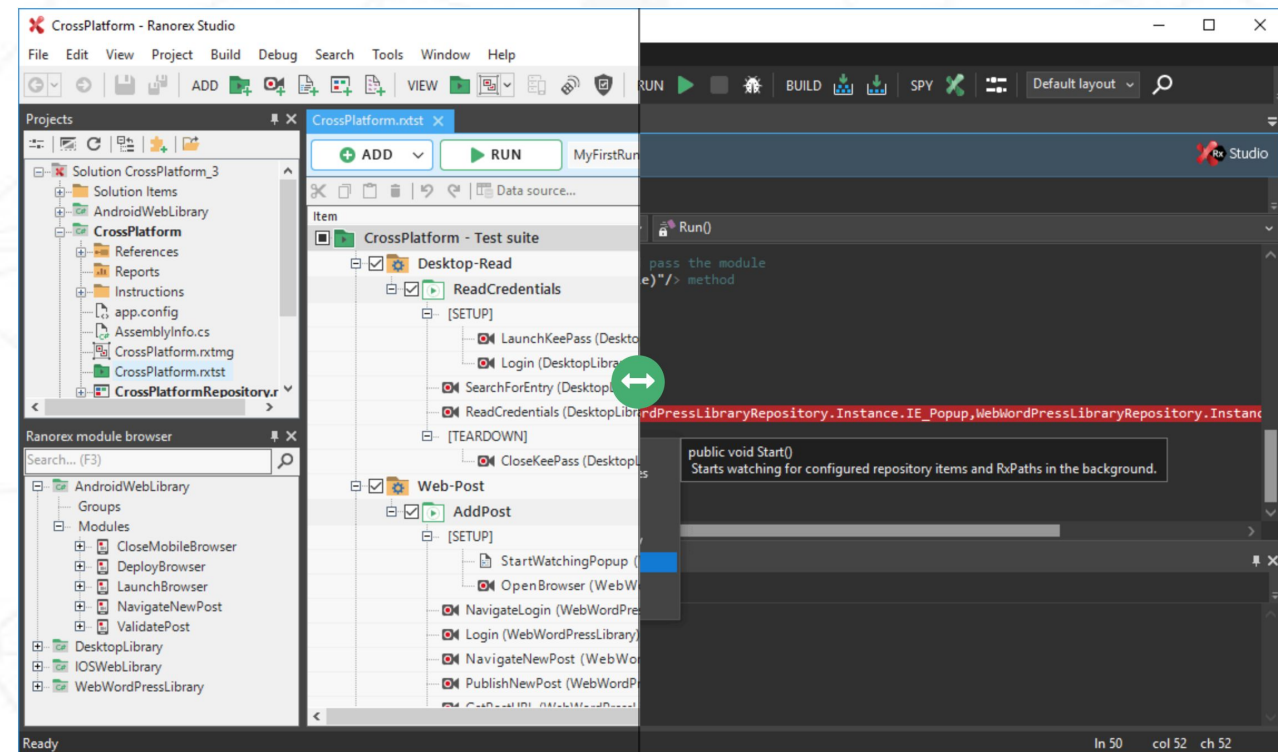 CrossPlatform - Ranorex Studio
File Edit View Project Build Debug Search Tools Window Help
ADD VIEW RUN BUILD SPY Default layout
Projects
CrossPlatform.rxtst
ADD RUN MyFirstRun
Rx Studio
Data source...
Solution CrossPlatform_3
Solution Items
AndroidWebLibrary
CrossPlatform
References
Reports
Instructions
app.config
AssemblyInfo.cs
CrossPlatform.rxtmg
CrossPlatform.rxtst
CrossPlatformRepository.r
Ranorex module browser
Search... (F3)
AndroidWebLibrary
Groups
Modules
CloseMobileBrowser
DeployBrowser
LaunchBrowser
NavigateNewPost
ValidatePost
DesktopLibrary
IOSWebLibrary
WebWordPressLibrary
Item
CrossPlatform - Test suite
Desktop-Read
ReadCredentials
[SETUP]
LaunchKeePass (Deskto
Login (DesktopLibra
SearchForEntry (Desktop
ReadCredentials (DesktopLibr
[TEARDOWN]
CloseKeePass (Desktop
Web-Post
AddPost
[SETUP]
StartWatchingPopup (
OpenBrowser (WebW
NavigateLogin (WebWordPre
Login (WebWordPressLibrary)
NavigateNewPost (WebWo
PublishNewPost (WebWordP
Run()
pass the module
e)"/> method
rdPressLibraryRepository.Instance.IE_Popup,WebWordPressLibraryRepository.Instanc
public void Start()
Starts watching for configured repository items and RxPaths in the background.
Ready
ln 50 col 52 ch 52